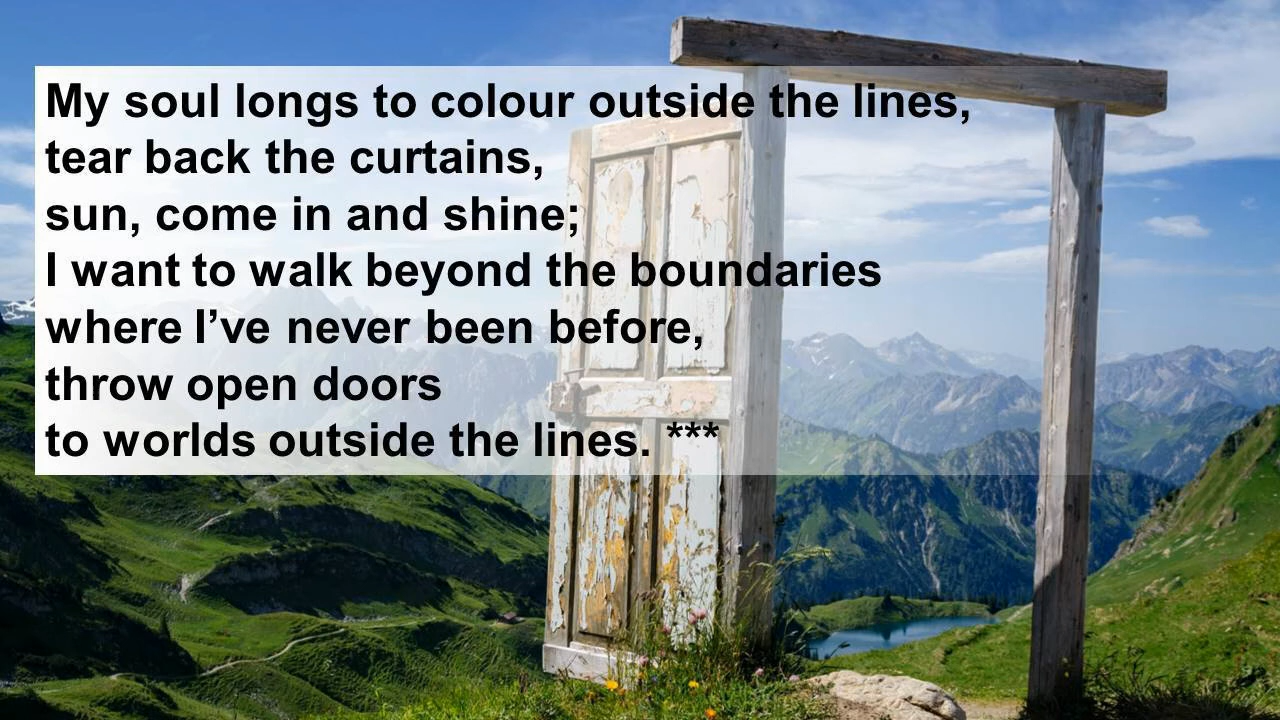 My soul longs to colour outside the lines,
tear back the curtains,
sun, come in and shine;
I want to walk beyond the boundaries
where I’ve never been before,
throw open doors
to worlds outside the lines. ***